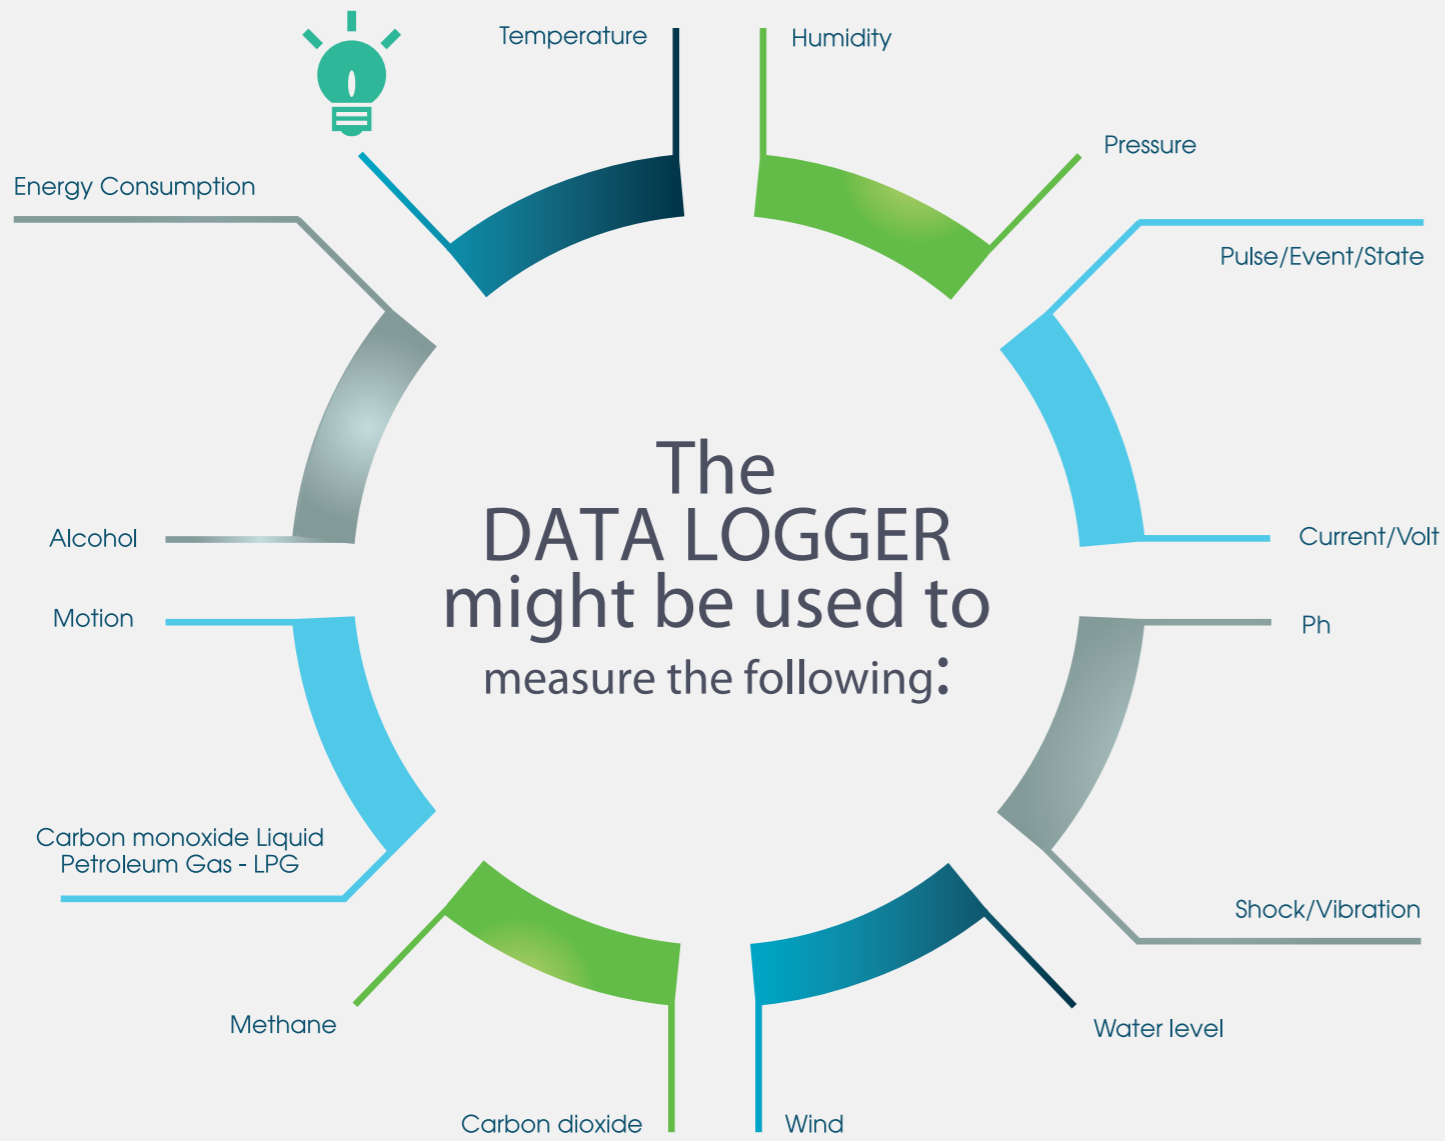 Temperature
Humidity
Pressure
Energy Consumption
Pulse/Event/State
The
DATA LOGGER
might be used to
measure the following:
Alcohol
Current/Volt
Motion
Ph
Carbon monoxide Liquid
Petroleum Gas - LPG
Shock/Vibration
Methane
Water level
Carbon dioxide
Wind